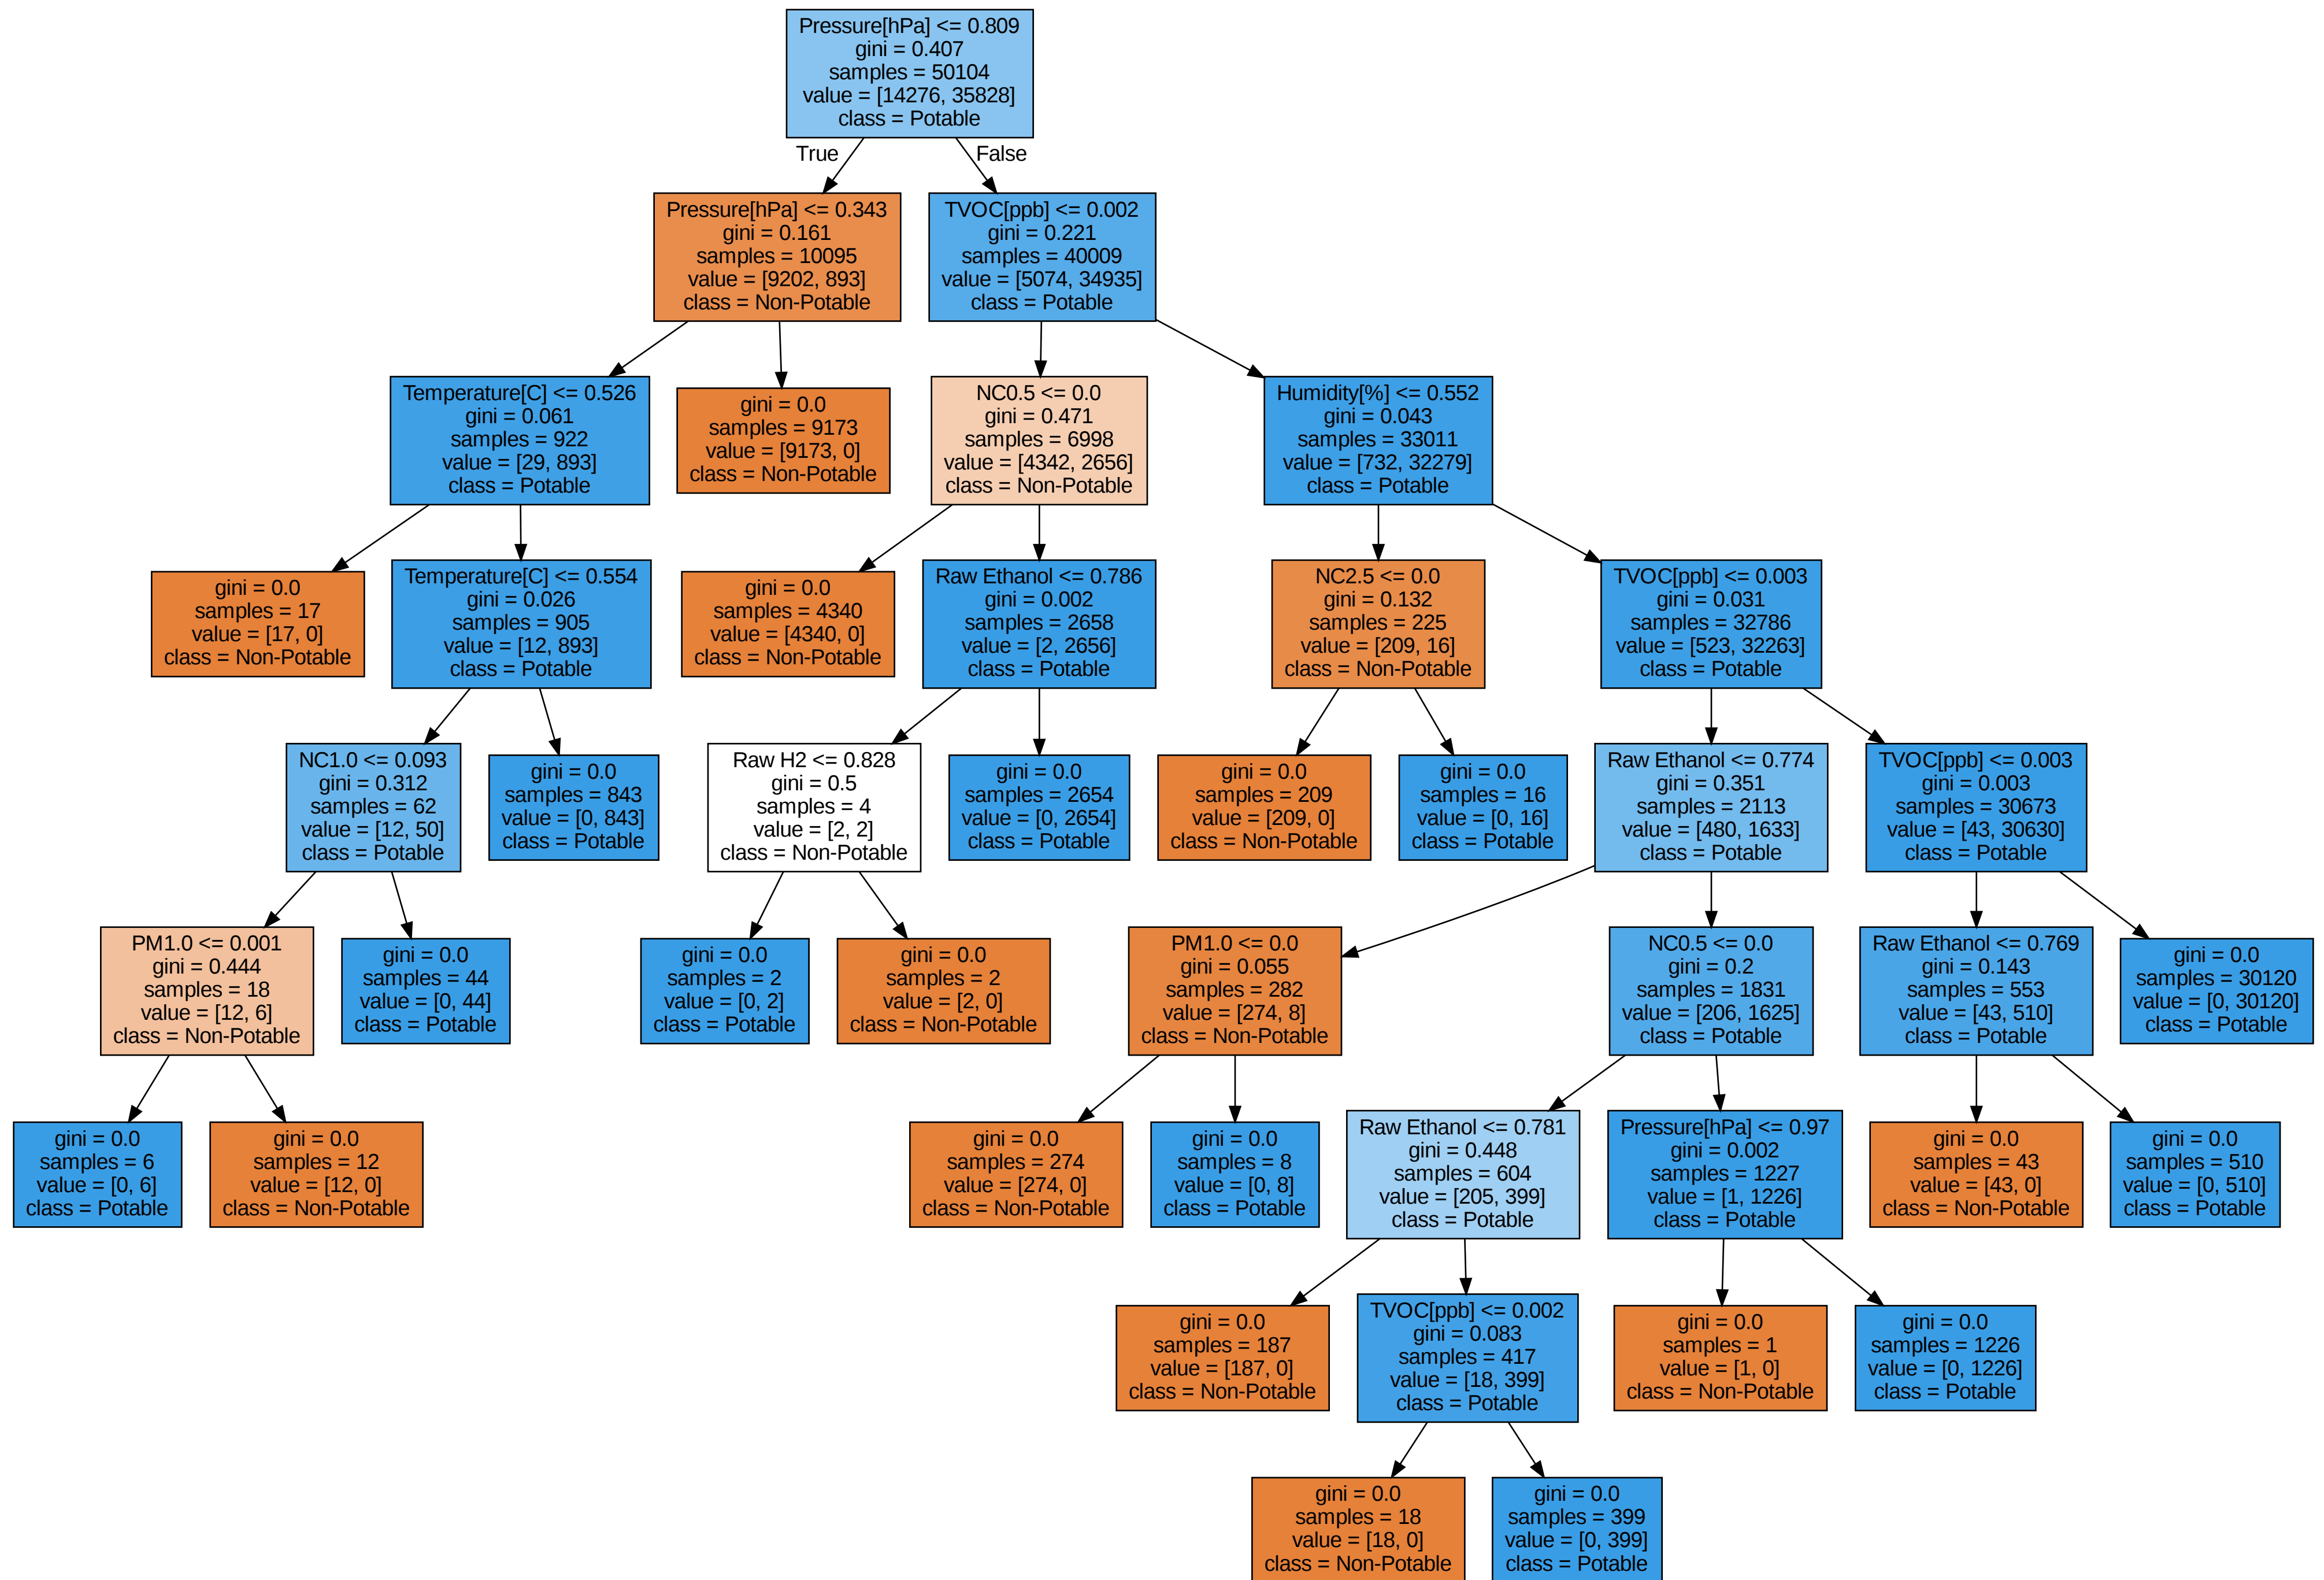 Pressure[hPa] <= 0.809
gini = 0.407
samples = 50104
value = [14276, 35828]
class = Potable
True
False
Pressure[hPa] <= 0.343
gini = 0.161
samples = 10095
value = [9202, 893]
class = Non-Potable
TVOC[ppb] <= 0.002
gini = 0.221
samples = 40009
value = [5074, 34935]
class = Potable
Temperature[C] <= 0.526
gini = 0.061
samples = 922
value = [29, 893]
class = Potable
gini = 0.0
samples = 9173
value = [9173, 0]
class = Non-Potable
NC0.5 <= 0.0
gini = 0.471
samples = 6998
value = [4342, 2656]
class = Non-Potable
Humidity[%] <= 0.552
gini = 0.043
samples = 33011
value = [732, 32279]
class = Potable
gini = 0.0
samples = 17
value = [17, 0]
class = Non-Potable
Temperature[C] <= 0.554
gini = 0.026
samples = 905
value = [12, 893]
class = Potable
gini = 0.0
samples = 4340
value = [4340, 0]
class = Non-Potable
Raw Ethanol <= 0.786
gini = 0.002
samples = 2658
value = [2, 2656]
class = Potable
NC2.5 <= 0.0
gini = 0.132
samples = 225
value = [209, 16]
class = Non-Potable
TVOC[ppb] <= 0.003
gini = 0.031
samples = 32786
value = [523, 32263]
class = Potable
NC1.0 <= 0.093
gini = 0.312
samples = 62
value = [12, 50]
class = Potable
gini = 0.0
samples = 843
value = [0, 843]
class = Potable
Raw H2 <= 0.828
gini = 0.5
samples = 4
value = [2, 2]
class = Non-Potable
gini = 0.0
samples = 2654
value = [0, 2654]
class = Potable
gini = 0.0
samples = 209
value = [209, 0]
class = Non-Potable
gini = 0.0
samples = 16
value = [0, 16]
class = Potable
Raw Ethanol <= 0.774
gini = 0.351
samples = 2113
value = [480, 1633]
class = Potable
TVOC[ppb] <= 0.003
gini = 0.003
samples = 30673
value = [43, 30630]
class = Potable
PM1.0 <= 0.001
gini = 0.444
samples = 18
value = [12, 6]
class = Non-Potable
gini = 0.0
samples = 44
value = [0, 44]
class = Potable
gini = 0.0
samples = 2
value = [0, 2]
class = Potable
gini = 0.0
samples = 2
value = [2, 0]
class = Non-Potable
PM1.0 <= 0.0
gini = 0.055
samples = 282
value = [274, 8]
class = Non-Potable
NC0.5 <= 0.0
gini = 0.2
samples = 1831
value = [206, 1625]
class = Potable
Raw Ethanol <= 0.769
gini = 0.143
samples = 553
value = [43, 510]
class = Potable
gini = 0.0
samples = 30120
value = [0, 30120]
class = Potable
gini = 0.0
samples = 6
value = [0, 6]
class = Potable
gini = 0.0
samples = 12
value = [12, 0]
class = Non-Potable
gini = 0.0
samples = 274
value = [274, 0]
class = Non-Potable
gini = 0.0
samples = 8
value = [0, 8]
class = Potable
Raw Ethanol <= 0.781
gini = 0.448
samples = 604
value = [205, 399]
class = Potable
Pressure[hPa] <= 0.97
gini = 0.002
samples = 1227
value = [1, 1226]
class = Potable
gini = 0.0
samples = 43
value = [43, 0]
class = Non-Potable
gini = 0.0
samples = 510
value = [0, 510]
class = Potable
gini = 0.0
samples = 187
value = [187, 0]
class = Non-Potable
TVOC[ppb] <= 0.002
gini = 0.083
samples = 417
value = [18, 399]
class = Potable
gini = 0.0
samples = 1
value = [1, 0]
class = Non-Potable
gini = 0.0
samples = 1226
value = [0, 1226]
class = Potable
gini = 0.0
samples = 18
value = [18, 0]
class = Non-Potable
gini = 0.0
samples = 399
value = [0, 399]
class = Potable